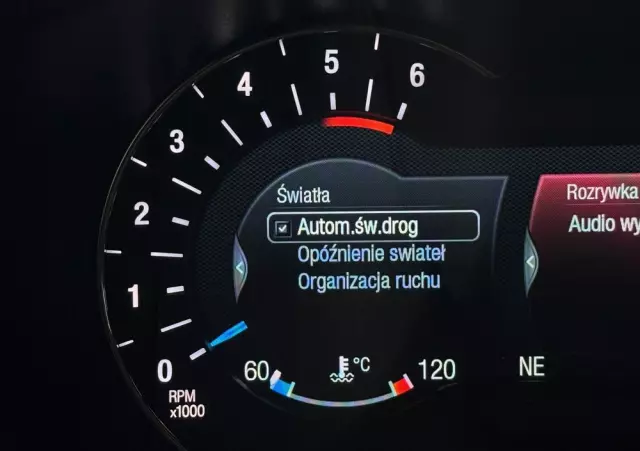 6
5
4
3
2
1
0
RPM
x1000
Światła
Autom.św.drog
Opóźnienie swiateł
Organizacja ruchu
60
°C
120
NE
Rozrywka
Audio wy